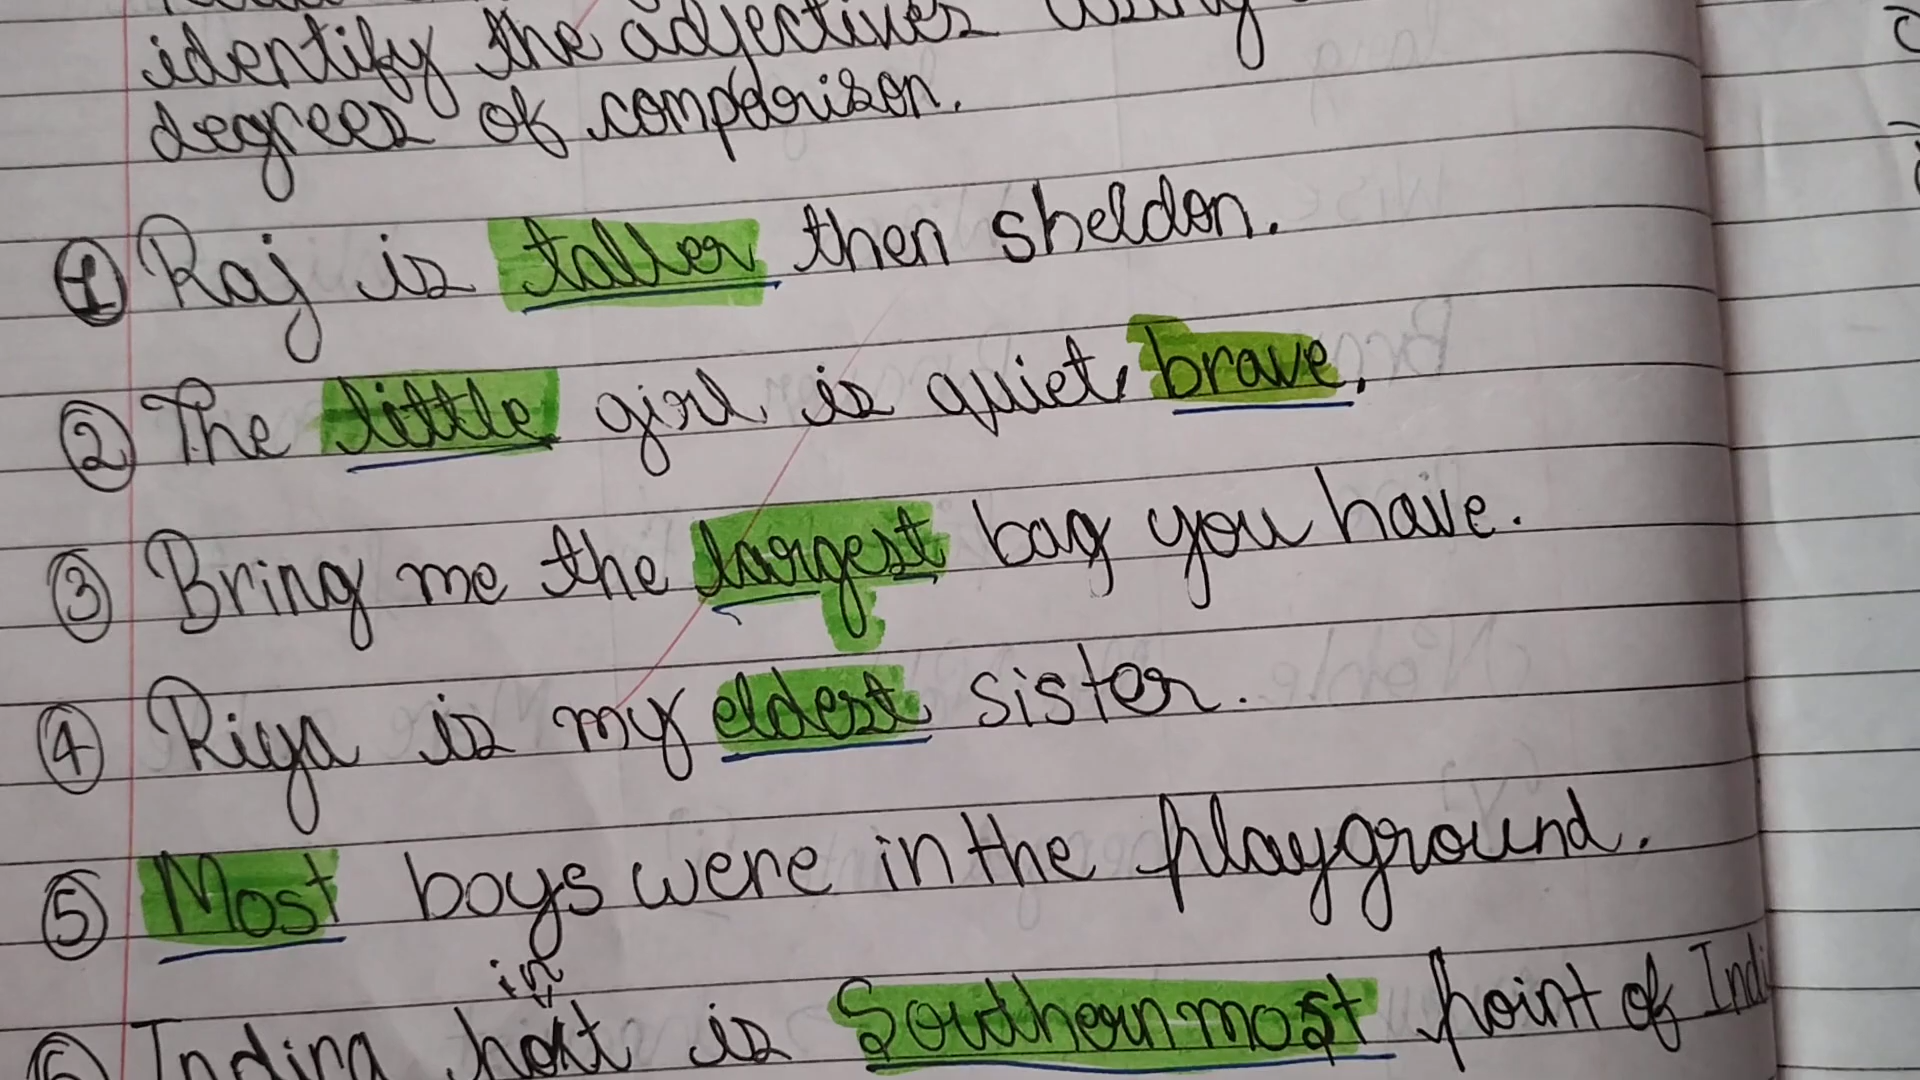 identify the adjectives using
degrees of comparison.
① Raj is taller then sheldon.
② The little girl is quiet brave.
③ Bring me the largest bag you have.
④ Riya is my eldest sister.
⑤ Most boys were in the playground.
in
⑥ Indira is Southernmost point of Indi